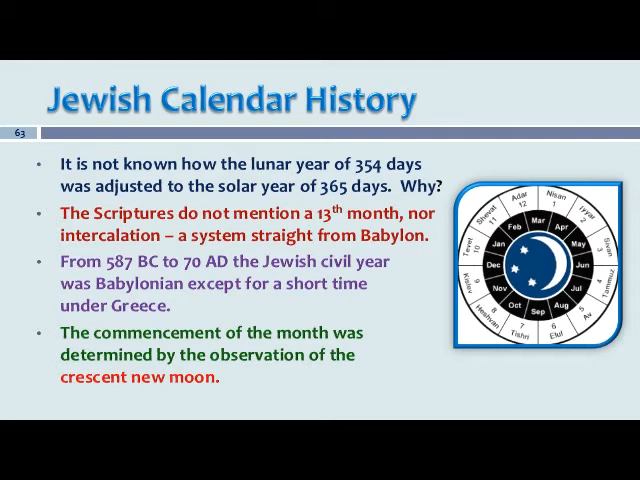 Jewish Calendar History
63
• It is not known how the lunar year of 354 days
was adjusted to the solar year of 365 days. Why?
• The Scriptures do not mention a 13th month, nor
intercalation – a system straight from Babylon.
• From 587 BC to 70 AD the Jewish civil year
was Babylonian except for a short time
under Greece.
• The commencement of the month was
determined by the observation of the
crescent new moon.
Nisan 1
Iyyar 2
Sivan 3
Tammuz 4
Av 5
Elul 6
Tishri 7
Heshvan 8
Kislev 9
Tevet 10
Shevat 11
Adar 12
Mar
Apr
May
Jun
Jul
Aug
Sep
Oct
Nov
Dec
Jan
Feb